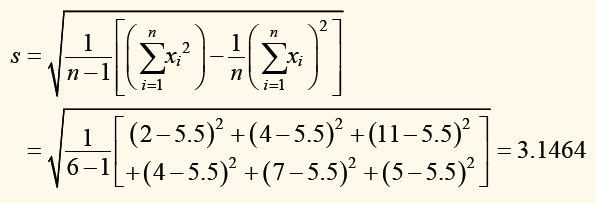 s = √( 1/(n−1) [ ( ∑_{i=1}^{n} x_i² ) − 1/n ( ∑_{i=1}^{n} x_i )² ] )
= √( 1/(6−1) [ (2−5.5)² + (4−5.5)² + (11−5.5)² + (4−5.5)² + (7−5.5)² + (5−5.5)² ] ) = 3.1464